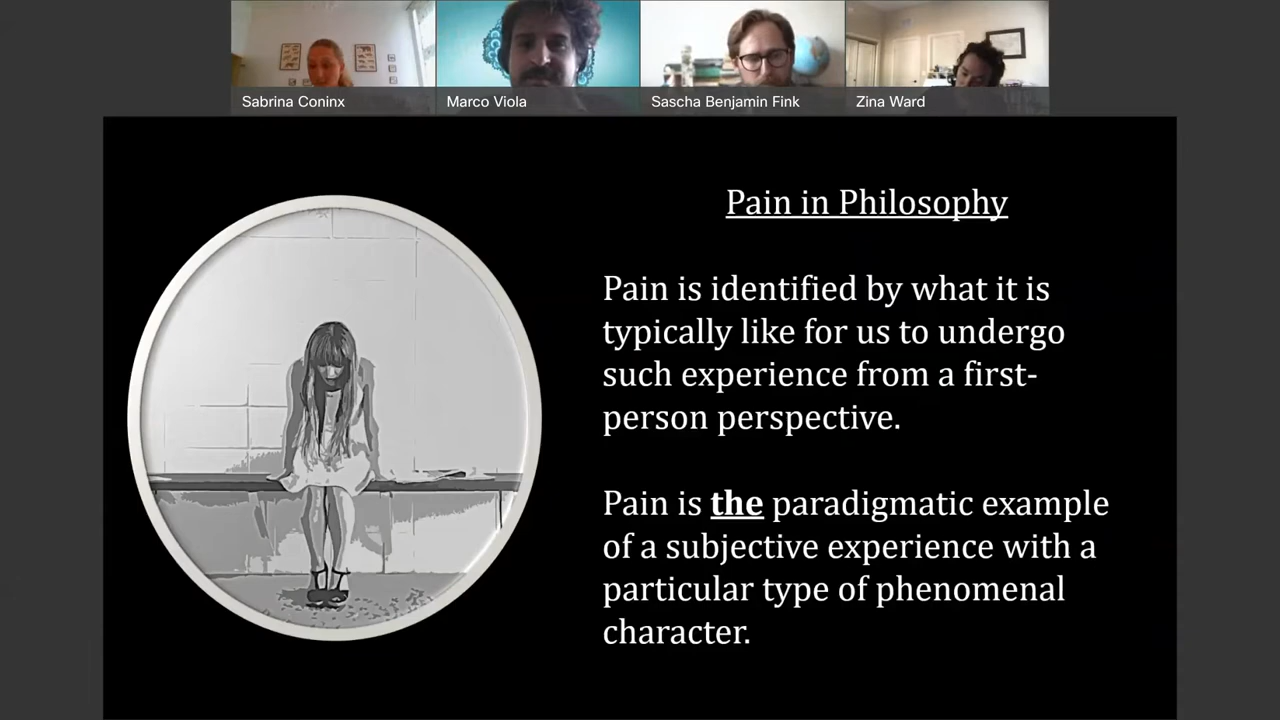 Sabrina Coninx
Marco Viola
Sascha Benjamin Fink
Zina Ward
Pain in Philosophy
Pain is identified by what it is
typically like for us to undergo
such experience from a first-
person perspective.
Pain is the paradigmatic example
of a subjective experience with a
particular type of phenomenal
character.